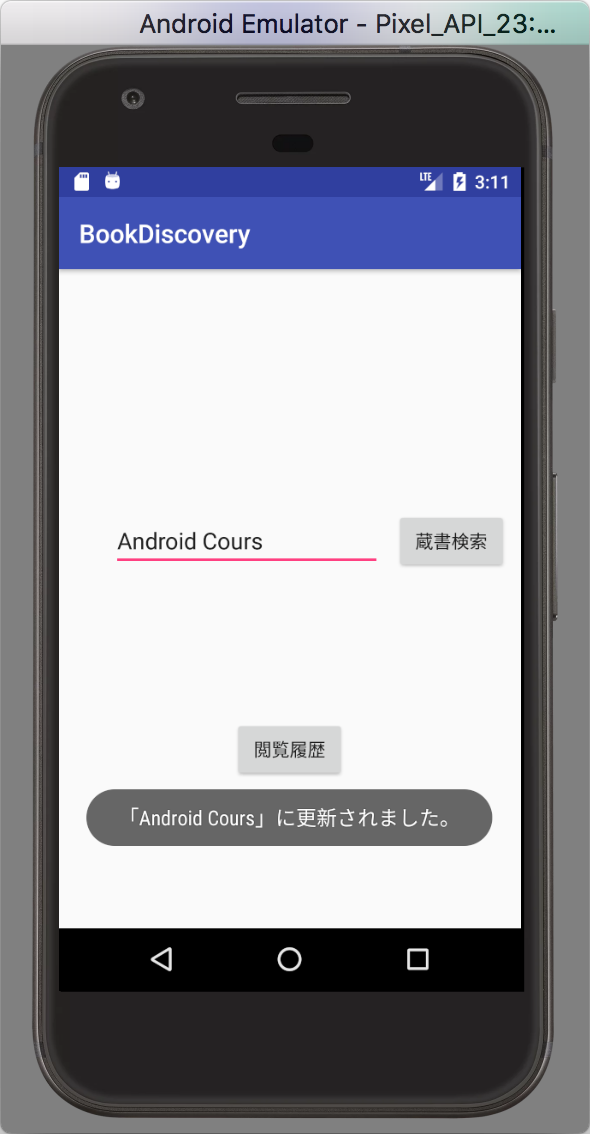 Android Emulator - Pixel_API_23:...
LTE 3:11
BookDiscovery
Android Cours
蔵書検索
閲覧履歴
「Android Cours」に更新されました。